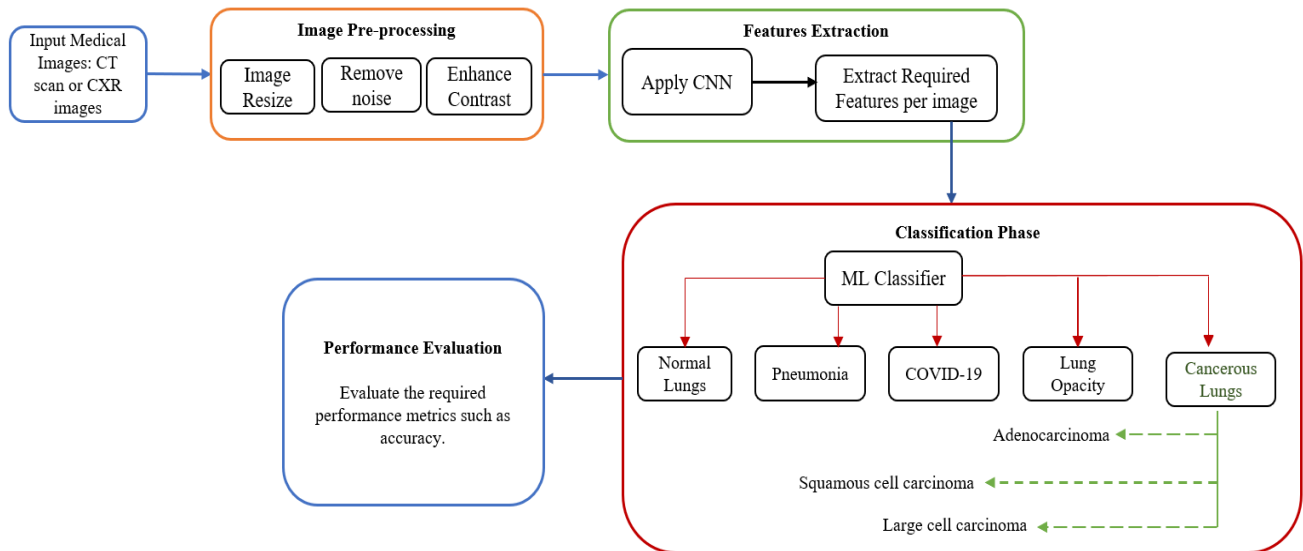 Input Medical
Images: CT
scan or CXR
images
Image Pre-processing
Image
Resize
Remove
noise
Enhance
Contrast
Features Extraction
Apply CNN
Extract Required
Features per image
Classification Phase
ML Classifier
Normal
Lungs
Pneumonia
COVID-19
Lung
Opacity
Cancerous
Lungs
Adenocarcinoma
Squamous cell carcinoma
Large cell carcinoma
Performance Evaluation
Evaluate the required
performance metrics such as
accuracy.